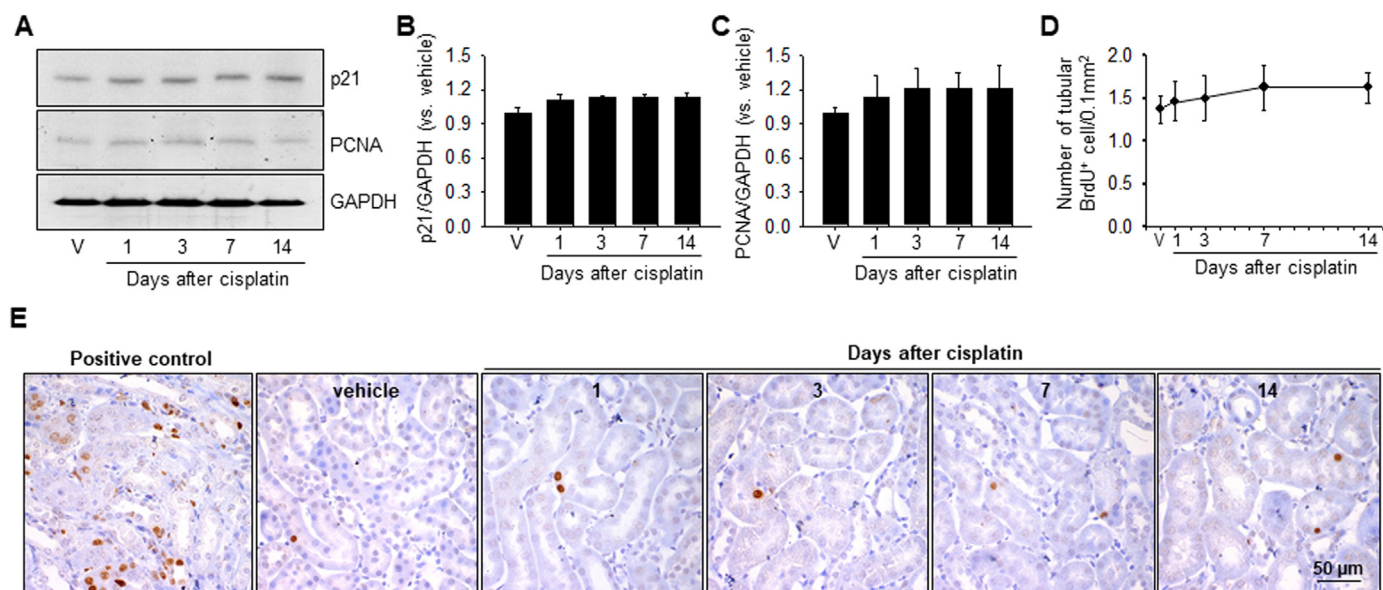 A
p21
PCNA
GAPDH
V 1 3 7 14
Days after cisplatin
B
p21/GAPDH (vs. vehicle)
1.5
1.2
0.9
0.6
0.3
0.0
V 1 3 7 14
Days after cisplatin
C
PCNA/GAPDH (vs. vehicle)
1.5
1.2
0.9
0.6
0.3
0.0
V 1 3 7 14
Days after cisplatin
D
Number of tubular
BrdU⁺ cell/0.1mm²
2.0
1.5
1.0
0.5
0.0
V 1 3 7 14
Days after cisplatin
E
Positive control
vehicle
Days after cisplatin
1 3 7 14
50 µm